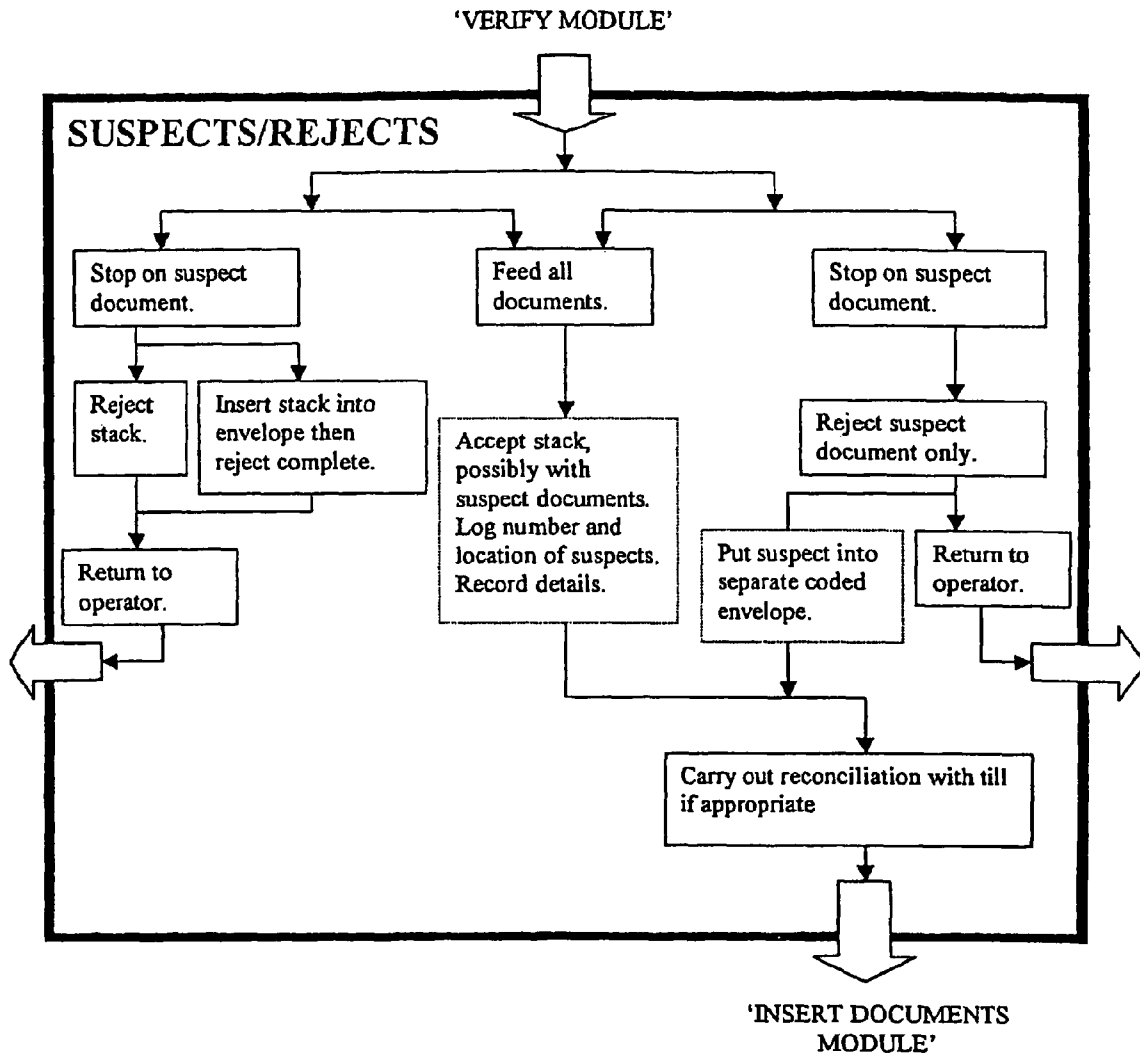 ‘VERIFY MODULE’
SUSPECTS/REJECTS
Stop on suspect
document.
Feed all
documents.
Stop on suspect
document.
Reject
stack.
Insert stack into
envelope then
reject complete.
Accept stack,
possibly with
suspect documents.
Log number and
location of suspects.
Record details.
Reject suspect
document only.
Return to
operator.
Put suspect into
separate coded
envelope.
Return to
operator.
Carry out reconciliation with till
if appropriate
‘INSERT DOCUMENTS
MODULE’